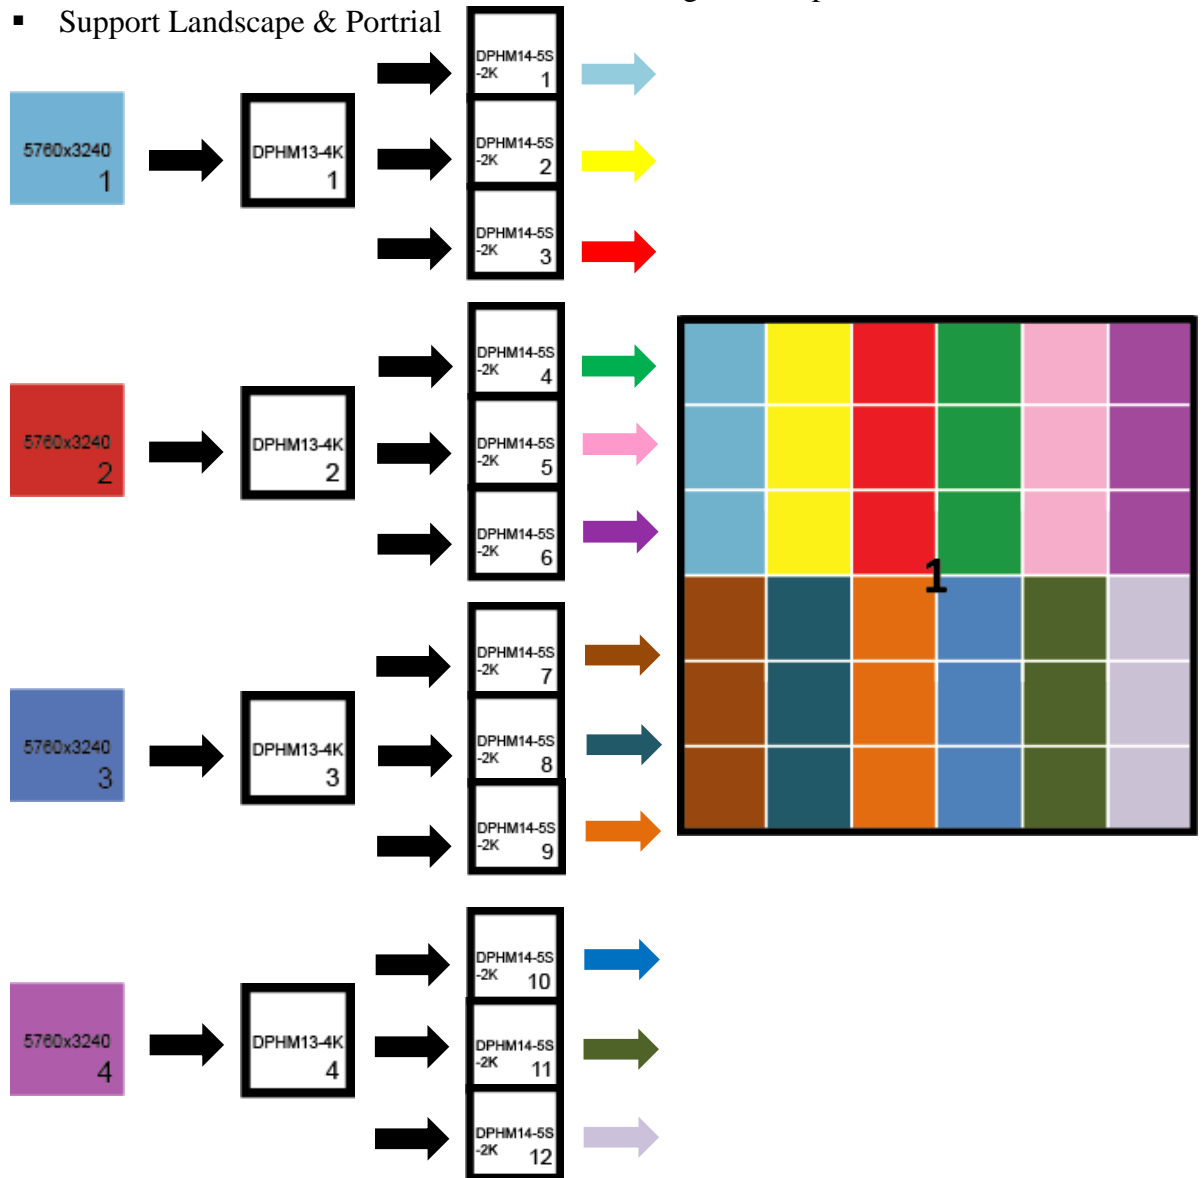 ▪ Support Landscape & Portrial
DPHM14-5S
-2K 1
5760x3240
1
DPHM13-4K
1
DPHM14-5S
-2K 2
DPHM14-5S
-2K 3
DPHM14-5S
-2K 4
5760x3240
2
DPHM13-4K
2
DPHM14-5S
-2K 5
DPHM14-5S
-2K 6
1
DPHM14-5S
-2K 7
5760x3240
3
DPHM13-4K
3
DPHM14-5S
-2K 8
DPHM14-5S
-2K 9
DPHM14-5S
-2K 10
5760x3240
4
DPHM13-4K
4
DPHM14-5S
-2K 11
DPHM14-5S
-2K 12